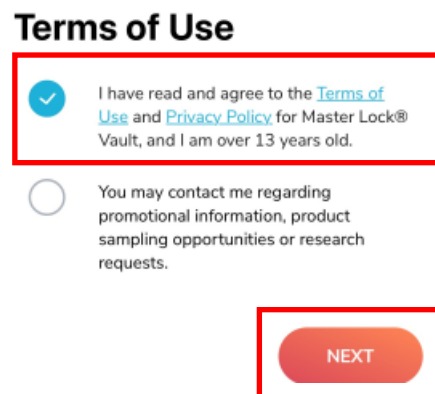 Terms of Use
I have read and agree to the Terms of
Use and Privacy Policy for Master Lock®
Vault, and I am over 13 years old.
You may contact me regarding
promotional information, product
sampling opportunities or research
requests.
NEXT